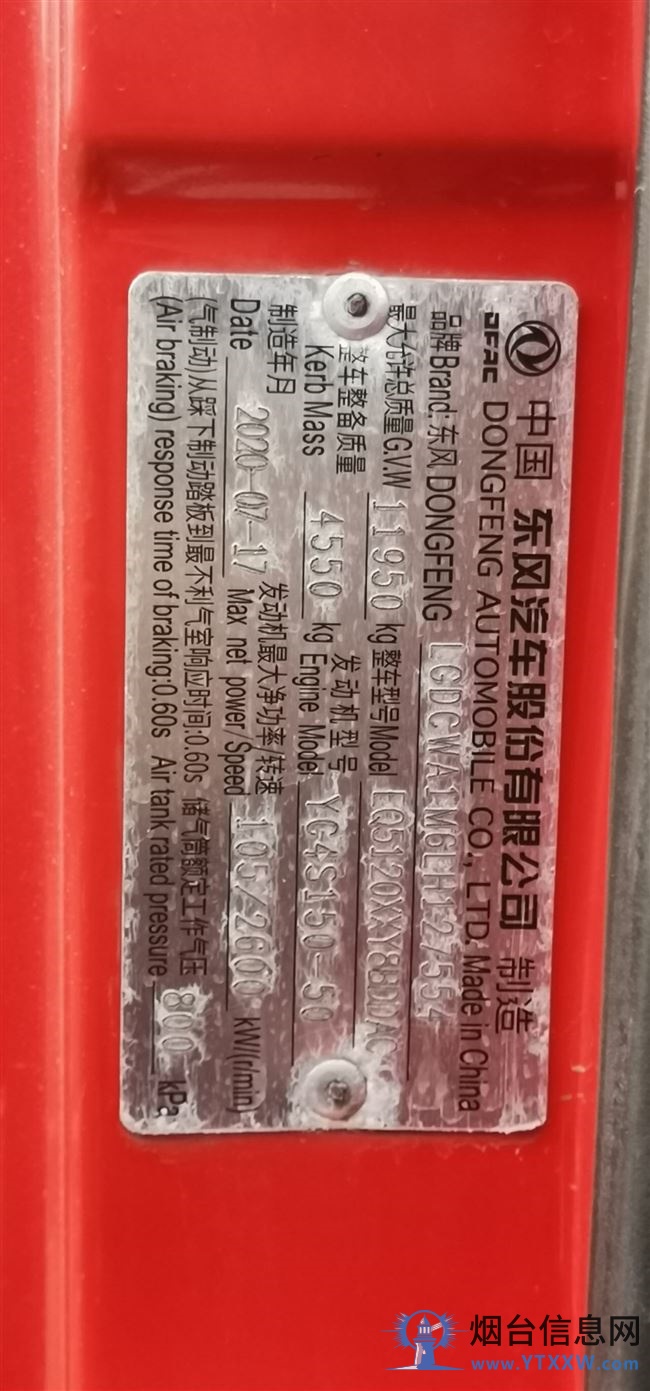 中国 东风汽车股份有限公司 制造
DFAC DONGFENG AUTOMOBILE CO., LTD. Made in China
品牌Brand: 东风 DONGFENG LGDCWA1M6LH127554
最大允许总质量G.V.W 11950 kg 整车型号Model EQ5120XXY8BDDAC
整车整备质量 发动机型号
Kerb Mass 4550 kg Engine Model YC4S150-50
制造年月 发动机最大净功率/转速
Date 2020-07-17 Max net power/Speed 105/2600 kW/(r/min)
(气制动)从踩下制动踏板到最不利气室响应时间:0.60s 储气筒额定工作气压
(Air braking) response time of braking:0.60s Air tank rated pressure 800 kPa
烟台信息网
www.YTXXW.com